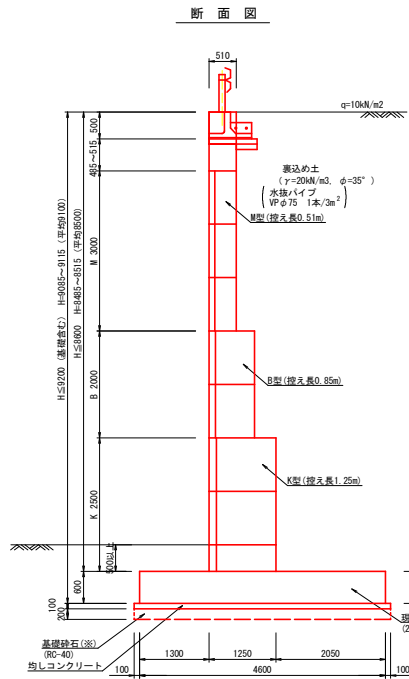 断 面 図
510
q=10kN/m2
500
485~515
裏込め土
(γ=20kN/m3, φ=35°)
水抜パイプ
VPφ75 1本/3m²
M型(控え長0.51m)
M 3000
H≦9200 (基礎含む) H=9085~9115 (平均9100)
H≦8600 H=8485~8515 (平均8500)
B 2000
B型(控え長0.85m)
K型(控え長1.25m)
K 2500
500以上
600
100
200
基礎砕石(※)
(RC-40)
均しコンクリート
1300
1250
2050
100
4600
100
現
(2